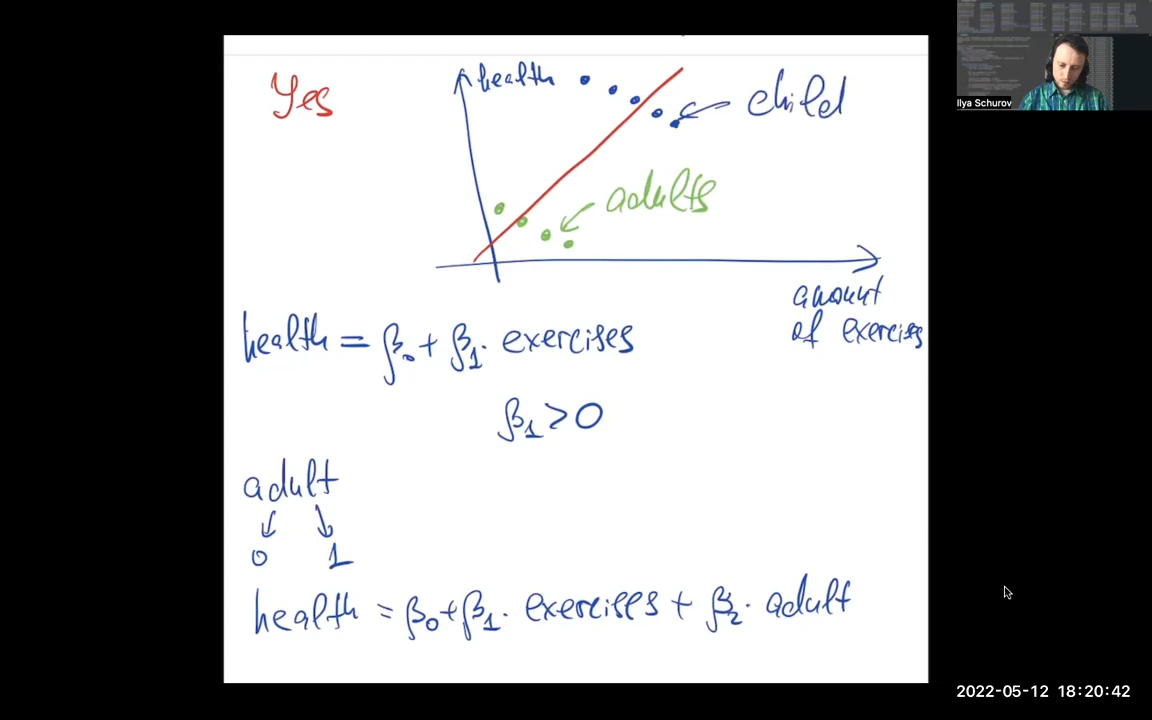 Yes
health
child
adults
amount
of exercises
health = β₀ + β₁· exercises
β₁ > 0
adult
0 1
health = β₀ + β₁· exercises + β₂· adult
Ilya Schurov
2022-05-12 18:20:42